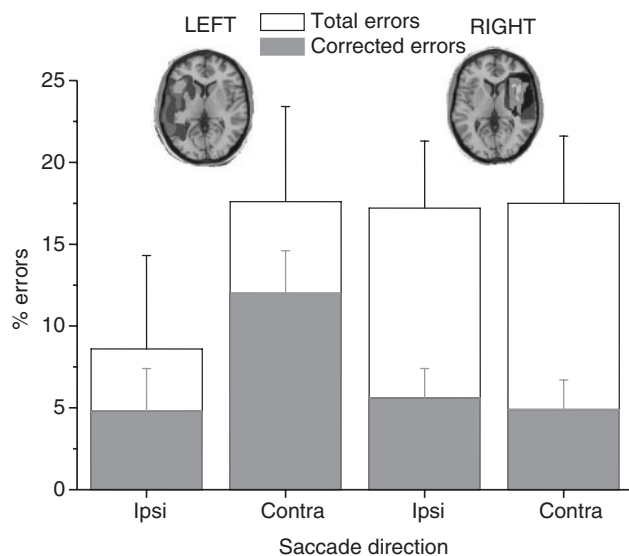 LEFT
Total errors
Corrected errors
RIGHT
25
20
15
10
5
0
% errors
Ipsi
Contra
Ipsi
Contra
Saccade direction